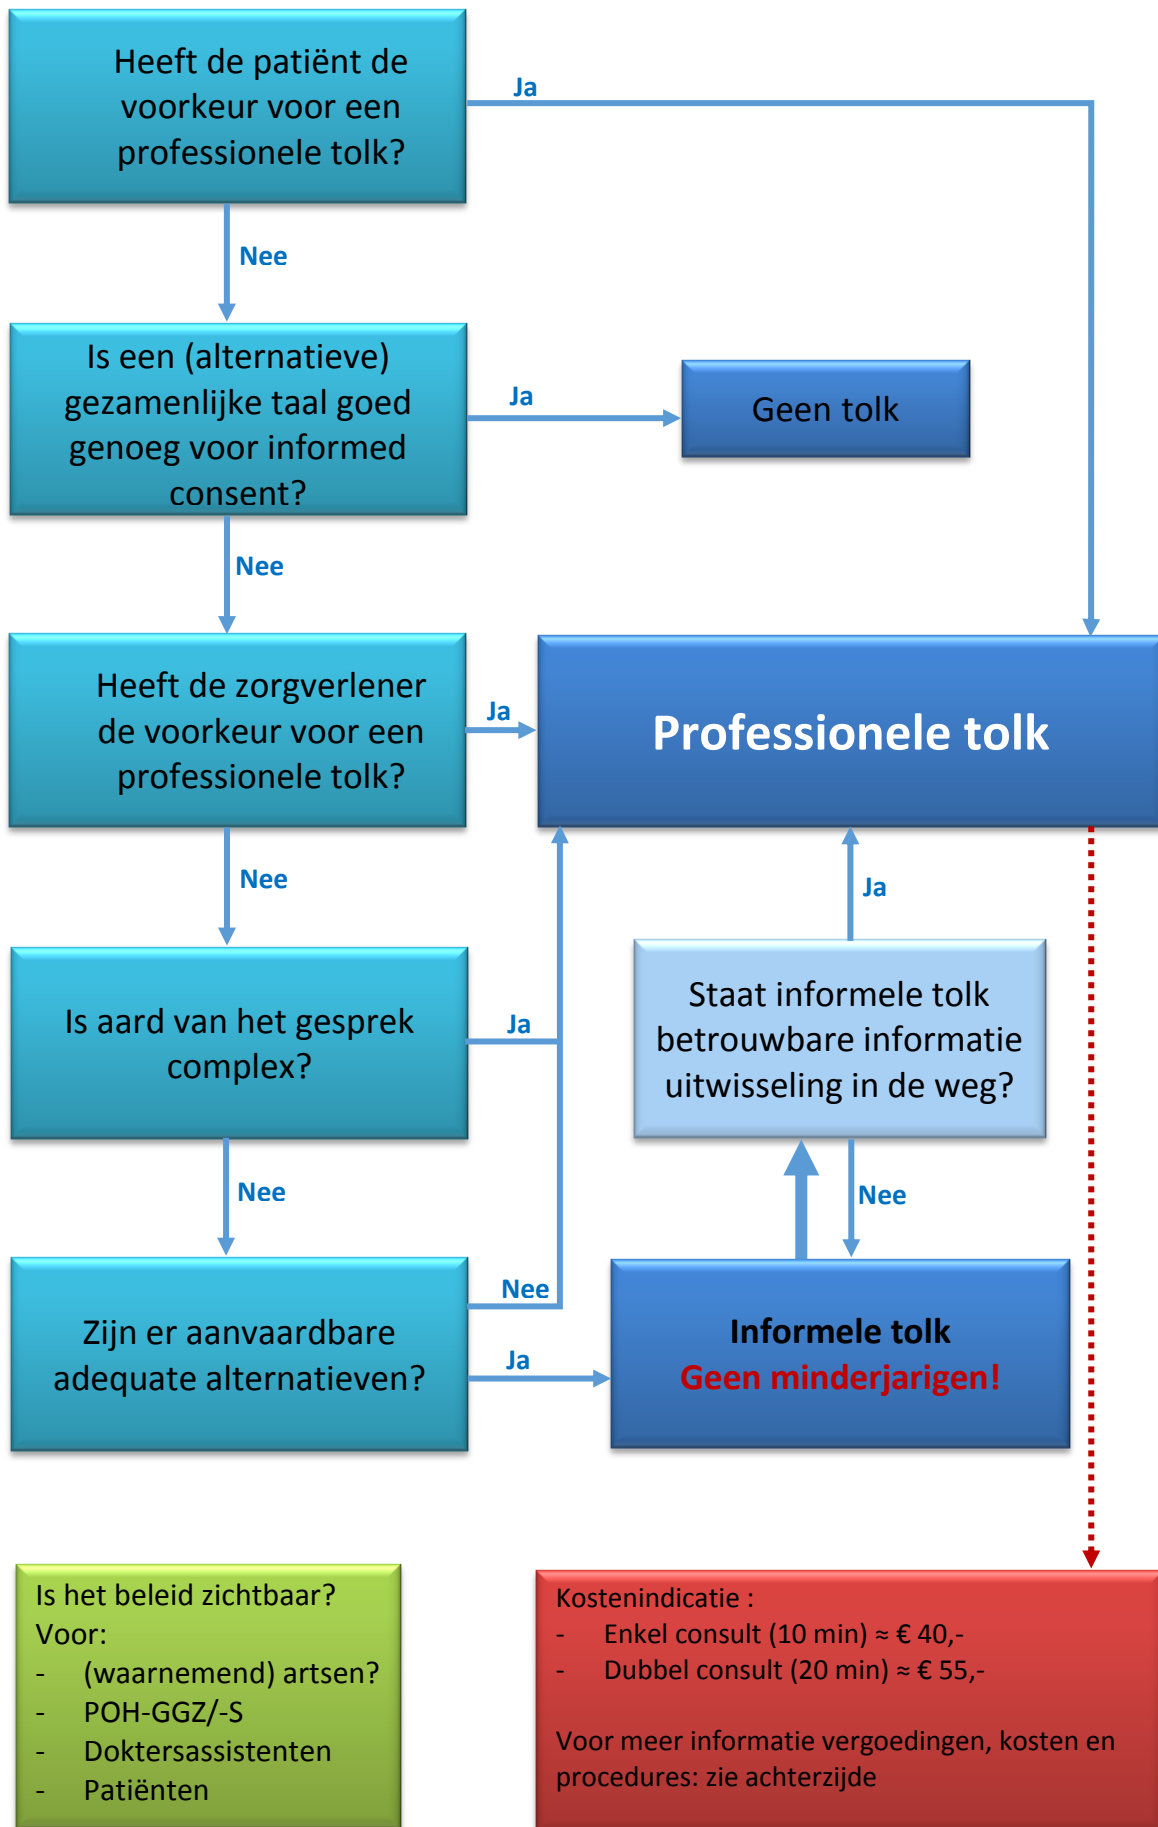 Heeft de patiënt de
voorkeur voor een
professionele tolk?
Ja
Nee
Is een (alternatieve)
gezamenlijke taal goed
genoeg voor informed
consent?
Ja
Geen tolk
Nee
Heeft de zorgverlener
de voorkeur voor een
professionele tolk?
Ja
Professionele tolk
Nee
Ja
Is aard van het gesprek
complex?
Ja
Staat informele tolk
betrouwbare informatie
uitwisseling in de weg?
Nee
Nee
Zijn er aanvaardbare
adequate alternatieven?
Nee
Ja
Informele tolk
Geen minderjarigen!
Is het beleid zichtbaar?
Voor:
- (waarnemend) artsen?
- POH-GGZ/-S
- Doktersassistenten
- Patiënten
Kostenindicatie :
- Enkel consult (10 min) ≈ € 40,-
- Dubbel consult (20 min) ≈ € 55,-
Voor meer informatie vergoedingen, kosten en
procedures: zie achterzijde